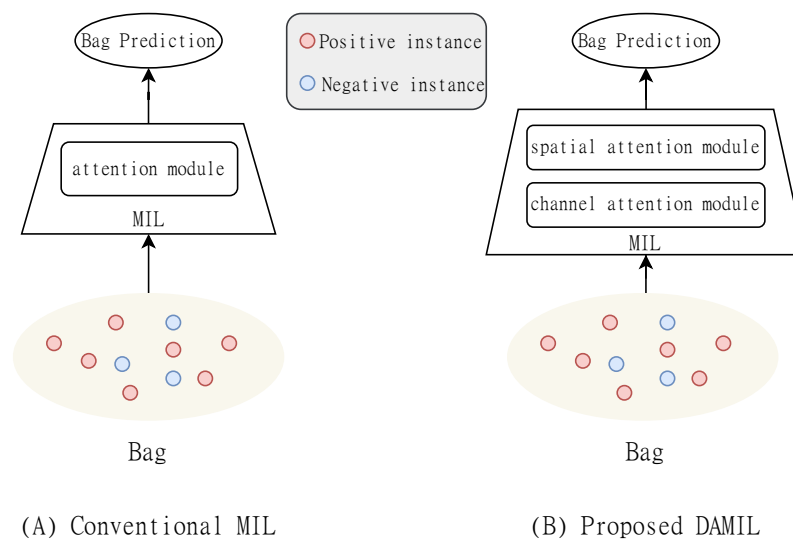 Bag Prediction
attention module
MIL
Bag
(A) Conventional MIL
Positive instance
Negative instance
Bag Prediction
spatial attention module
channel attention module
MIL
Bag
(B) Proposed DAMIL